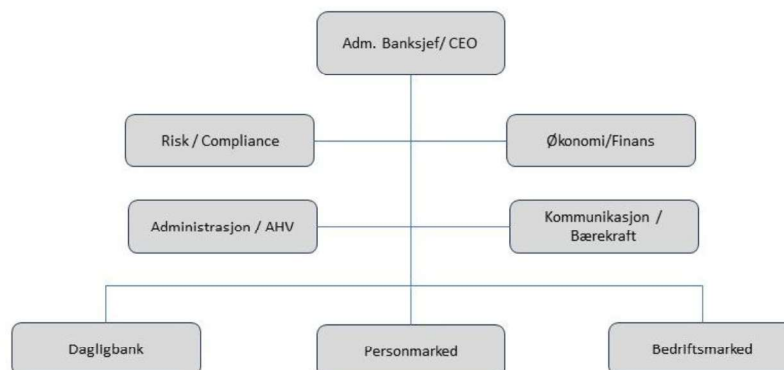 Adm. Banksjef/ CEO
Risk / Compliance
Økonomi/Finans
Administrasjon / AHV
Kommunikasjon /
Bærekraft
Dagligbank
Personmarked
Bedriftsmarked